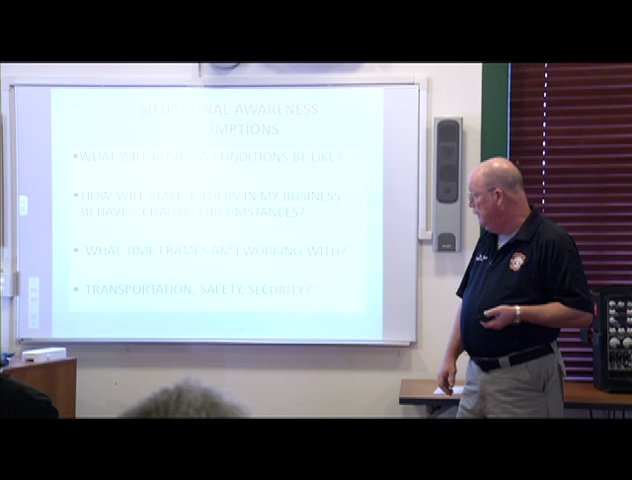 SITUATIONAL AWARENESS
ASSUMPTIONS
▪ WHAT WILL BUSINESS CONDITIONS BE LIKE?
▪ HOW WILL STAKEHOLDERS IN MY BUSINESS
BEHAVE? CHAOTIC CIRCUMSTANCES?
▪ WHAT TIME FRAMES AM I WORKING WITH?
▪ TRANSPORTATION, SAFETY, SECURITY?